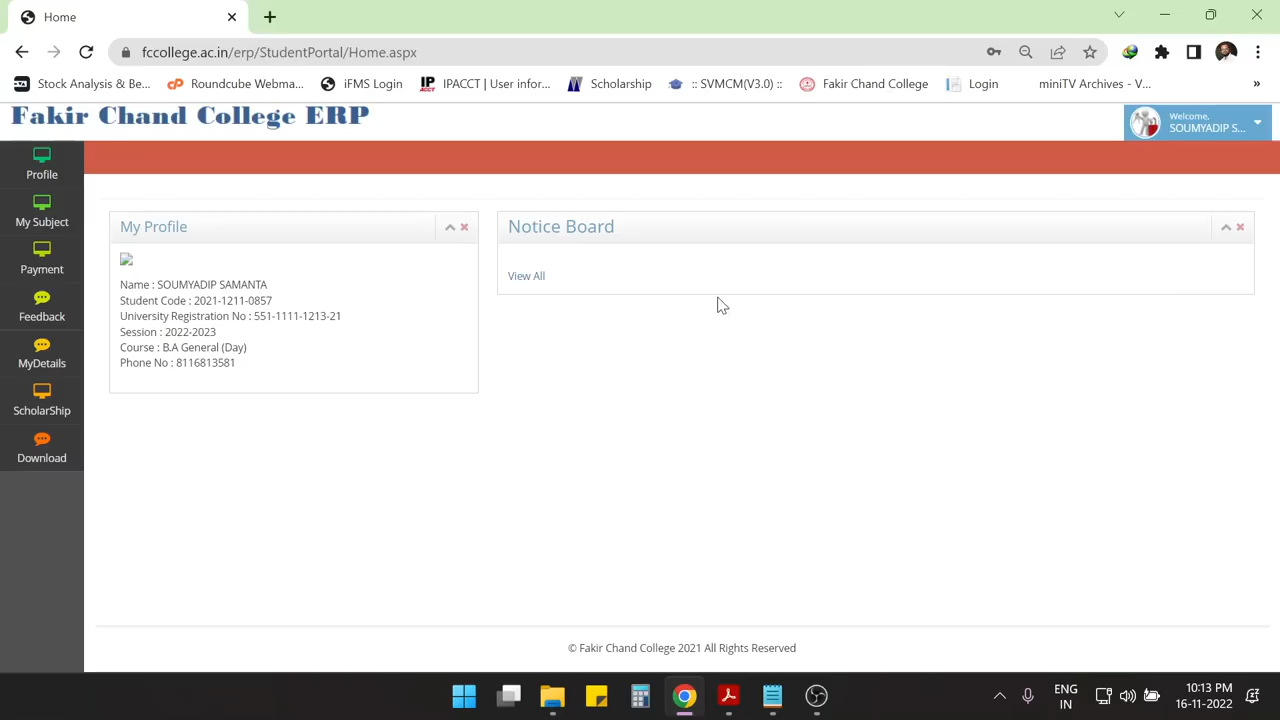 Home
fccollege.ac.in/erp/StudentPortal/Home.aspx
Stock Analysis & Be...
Roundcube Webma...
iFMS Login
IPACCT | User infor...
Scholarship
:: SVMCM(V3.0) ::
Fakir Chand College
Login
miniTV Archives - V...
»
Fakir Chand College ERP
Welcome,
SOUMYADIP S...
Profile
My Subject
Payment
Feedback
MyDetails
ScholarShip
Download
My Profile
Name : SOUMYADIP SAMANTA
Student Code : 2021-1211-0857
University Registration No : 551-1111-1213-21
Session : 2022-2023
Course : B.A General (Day)
Phone No : 8116813581
Notice Board
View All
© Fakir Chand College 2021 All Rights Reserved
ENG
IN
10:13 PM
16-11-2022